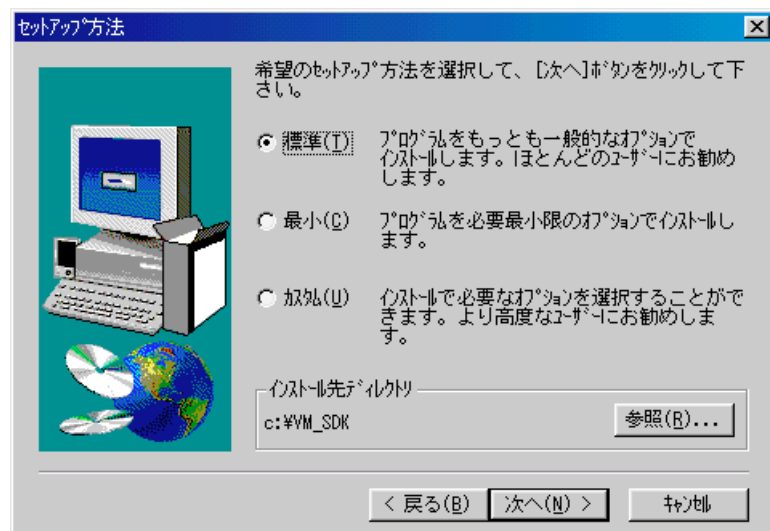 ｾｯﾄｱｯﾌﾟ方法
希望のｾｯﾄｱｯﾌﾟ方法を選択して、［次へ]ﾎﾞﾀﾝをｸﾘｯｸして下
さい。
標準(T)
ﾌﾟﾛｸﾞﾗﾑをもっとも一般的なｵﾌﾟｼｮﾝで
ｲﾝｽﾄｰﾙします。ほとんどのﾕｰｻﾞｰにお勧め
します。
最小(C)
ﾌﾟﾛｸﾞﾗﾑを必要最小限のｵﾌﾟｼｮﾝでｲﾝｽﾄｰﾙし
ます。
ｶｽﾀﾑ(U)
ｲﾝｽﾄｰﾙで必要なｵﾌﾟｼｮﾝを選択することがで
きます。より高度なﾕｰｻﾞｰにお勧めしま
す。
ｲﾝｽﾄｰﾙ先ﾃﾞｨﾚｸﾄﾘ
c:¥VM_SDK
参照(R)...
< 戻る(B)
次へ(N) >
ｷｬﾝｾﾙ